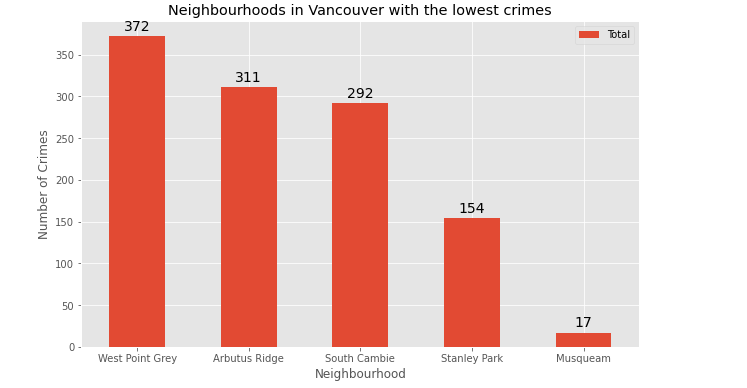 Neighbourhoods in Vancouver with the lowest crimes
Total
372
311
292
154
17
350
300
250
200
150
100
50
0
Number of Crimes
West Point Grey
Arbutus Ridge
South Cambie
Stanley Park
Musqueam
Neighbourhood